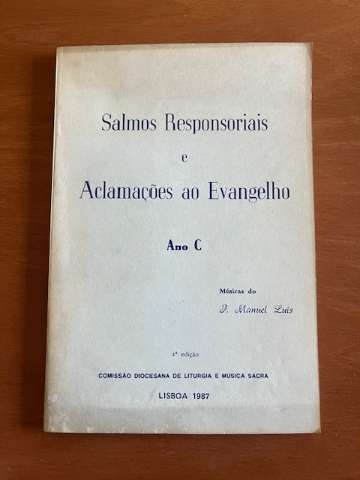 Salmos Responsoriais
e
Aclamações ao Evangelho
Ano C
Músicas do
P. Manuel Luís
2ª edição
COMISSÃO DIOCESANA DE LITURGIA E MÚSICA SACRA
LISBOA 1987